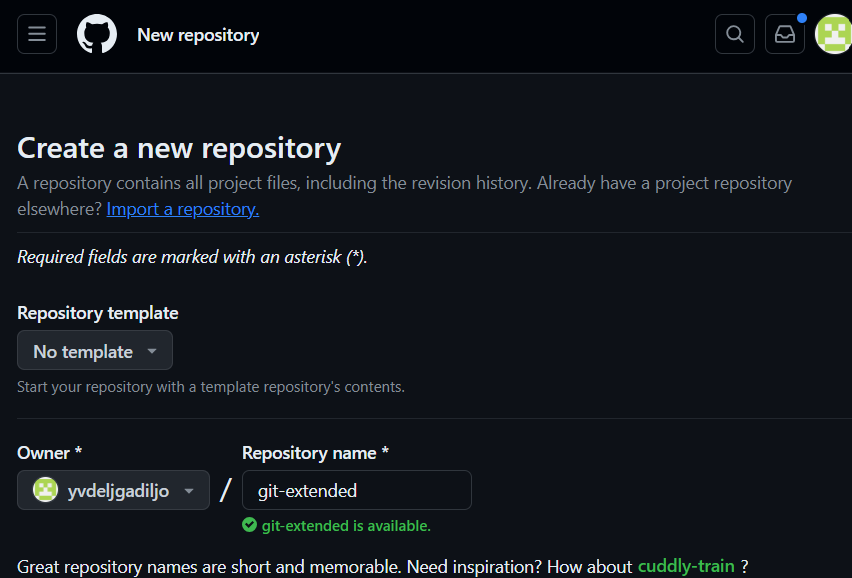 New repository
Create a new repository
A repository contains all project files, including the revision history. Already have a project repository
elsewhere? Import a repository.
Required fields are marked with an asterisk (*).
Repository template
No template
Start your repository with a template repository's contents.
Owner * Repository name *
yvdeljgadiljo / git-extended
git-extended is available.
Great repository names are short and memorable. Need inspiration? How about cuddly-train ?